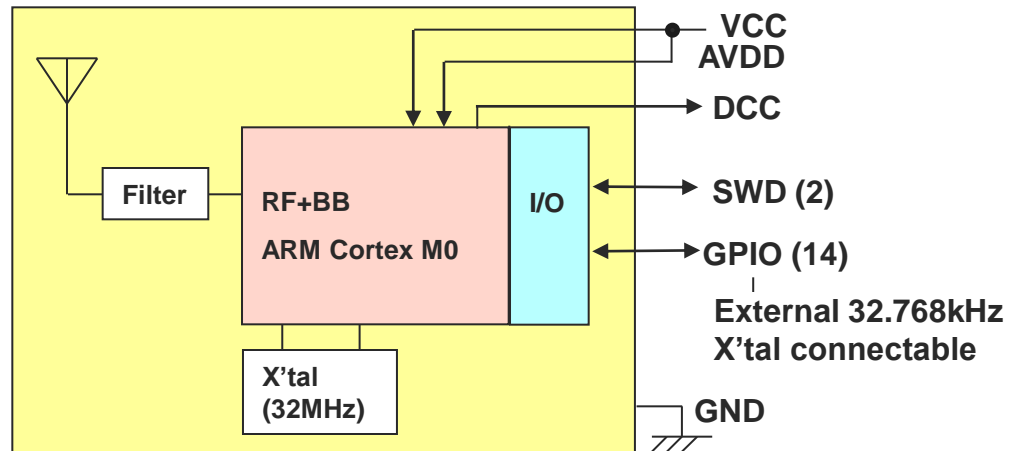 VCC
AVDD
DCC
Filter
RF+BB
ARM Cortex M0
I/O
SWD (2)
GPIO (14)
External 32.768kHz
X'tal connectable
X'tal
(32MHz)
GND